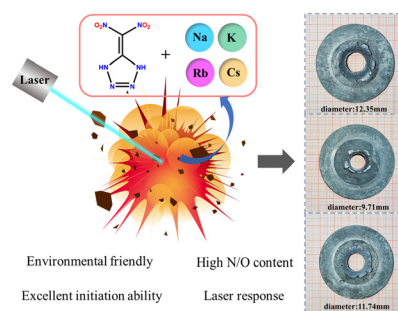 O₂N NO₂
Na K
HN NH
N=N
Rb Cs
Laser
diameter:12.35mm
diameter:9.71mm
Environmental friendly High N/O content
Excellent initiation ability Laser response
diameter:11.74mm